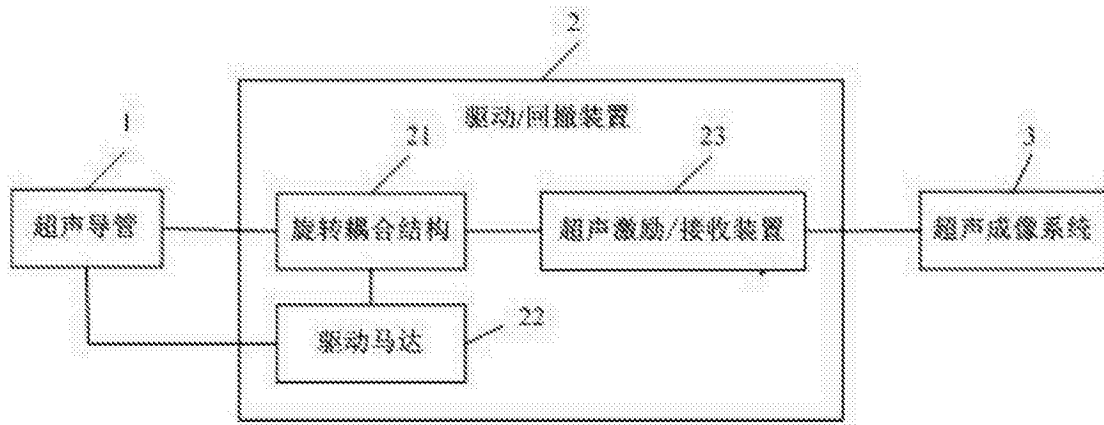 2
驱动/回撤装置
1
21
23
3
超声导管
旋转耦合结构
超声激励/接收装置
超声成像系统
驱动马达
22